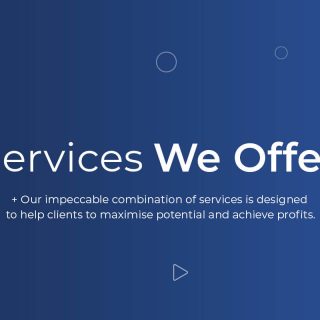 ervices We Offe
+ Our impeccable combination of services is designed
to help clients to maximise potential and achieve profits.